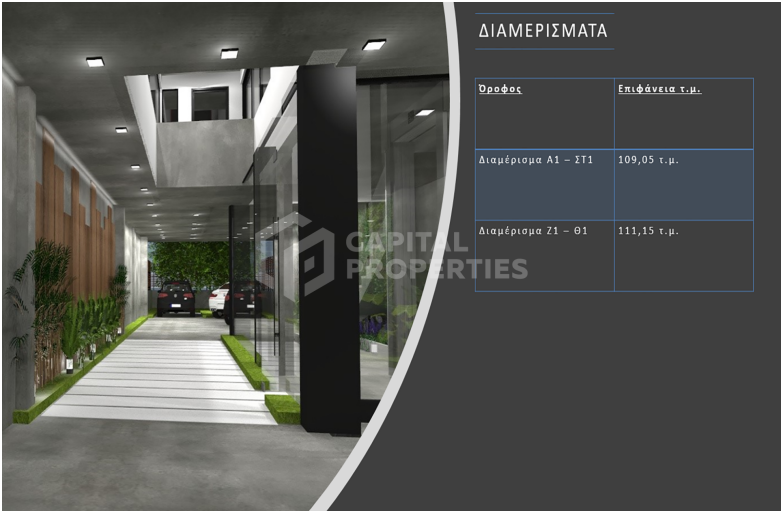 ΔΙΑΜΕΡΙΣΜΑΤΑ
Όροφος Επιφάνεια τ.μ.
Διαμέρισμα Α1 – ΣΤ1 109,05 τ.μ.
Διαμέρισμα Ζ1 – Θ1 111,15 τ.μ.
CAPITAL
PROPERTIES